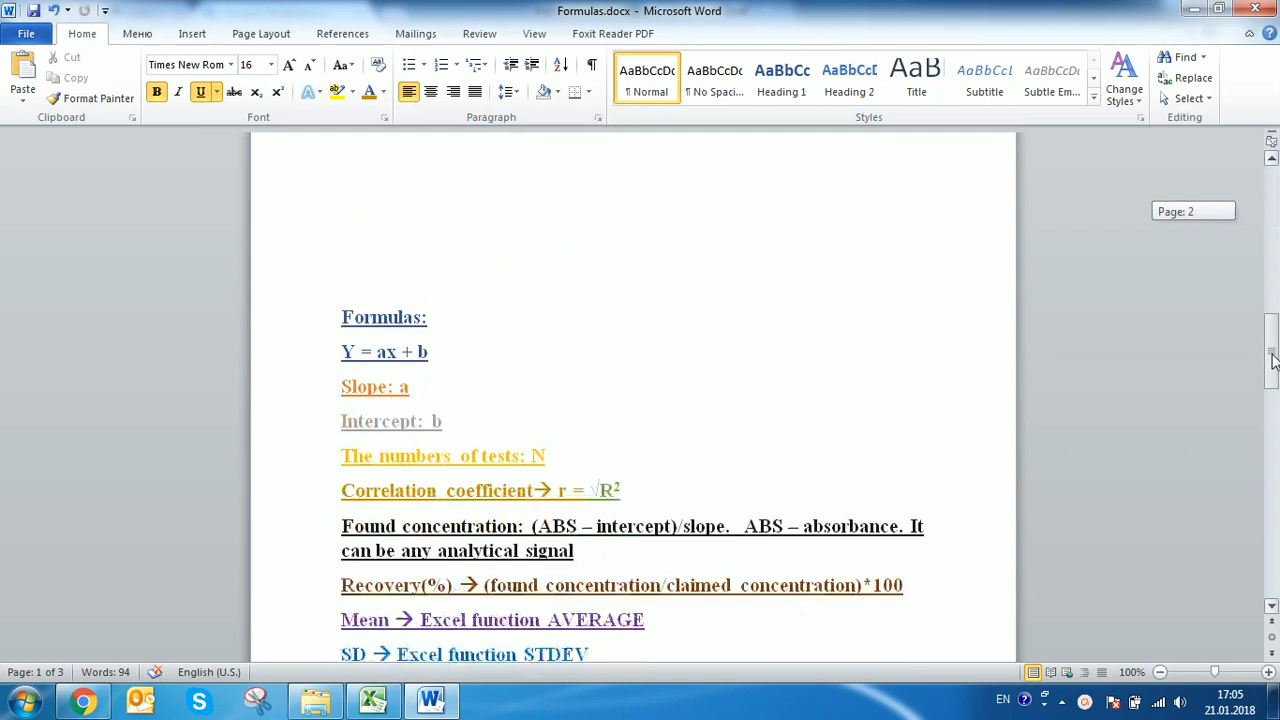 Formulas.docx - Microsoft Word
File Home Меню Insert Page Layout References Mailings Review View Foxit Reader PDF
Paste
Cut
Copy
Format Painter
Clipboard
Times New Rom 16
Font
Paragraph
AaBbCcDc AaBbCcDc AaBbCc AaBbCc AaB AaBbCcL AaBbCcDc
¶ Normal ¶ No Spaci... Heading 1 Heading 2 Title Subtitle Subtle Em...
Change Styles
Styles
Find
Replace
Select
Editing
Page: 2
Formulas:
Y = ax + b
Slope: a
Intercept: b
The numbers of tests: N
Correlation coefficient→ r = √R²
Found concentration: (ABS – intercept)/slope. ABS – absorbance. It
can be any analytical signal
Recovery(%) → (found concentration/claimed concentration)*100
Mean → Excel function AVERAGE
SD → Excel function STDEV
Page: 1 of 3 Words: 94 English (U.S.) 100%
EN 17:05
21.01.2018